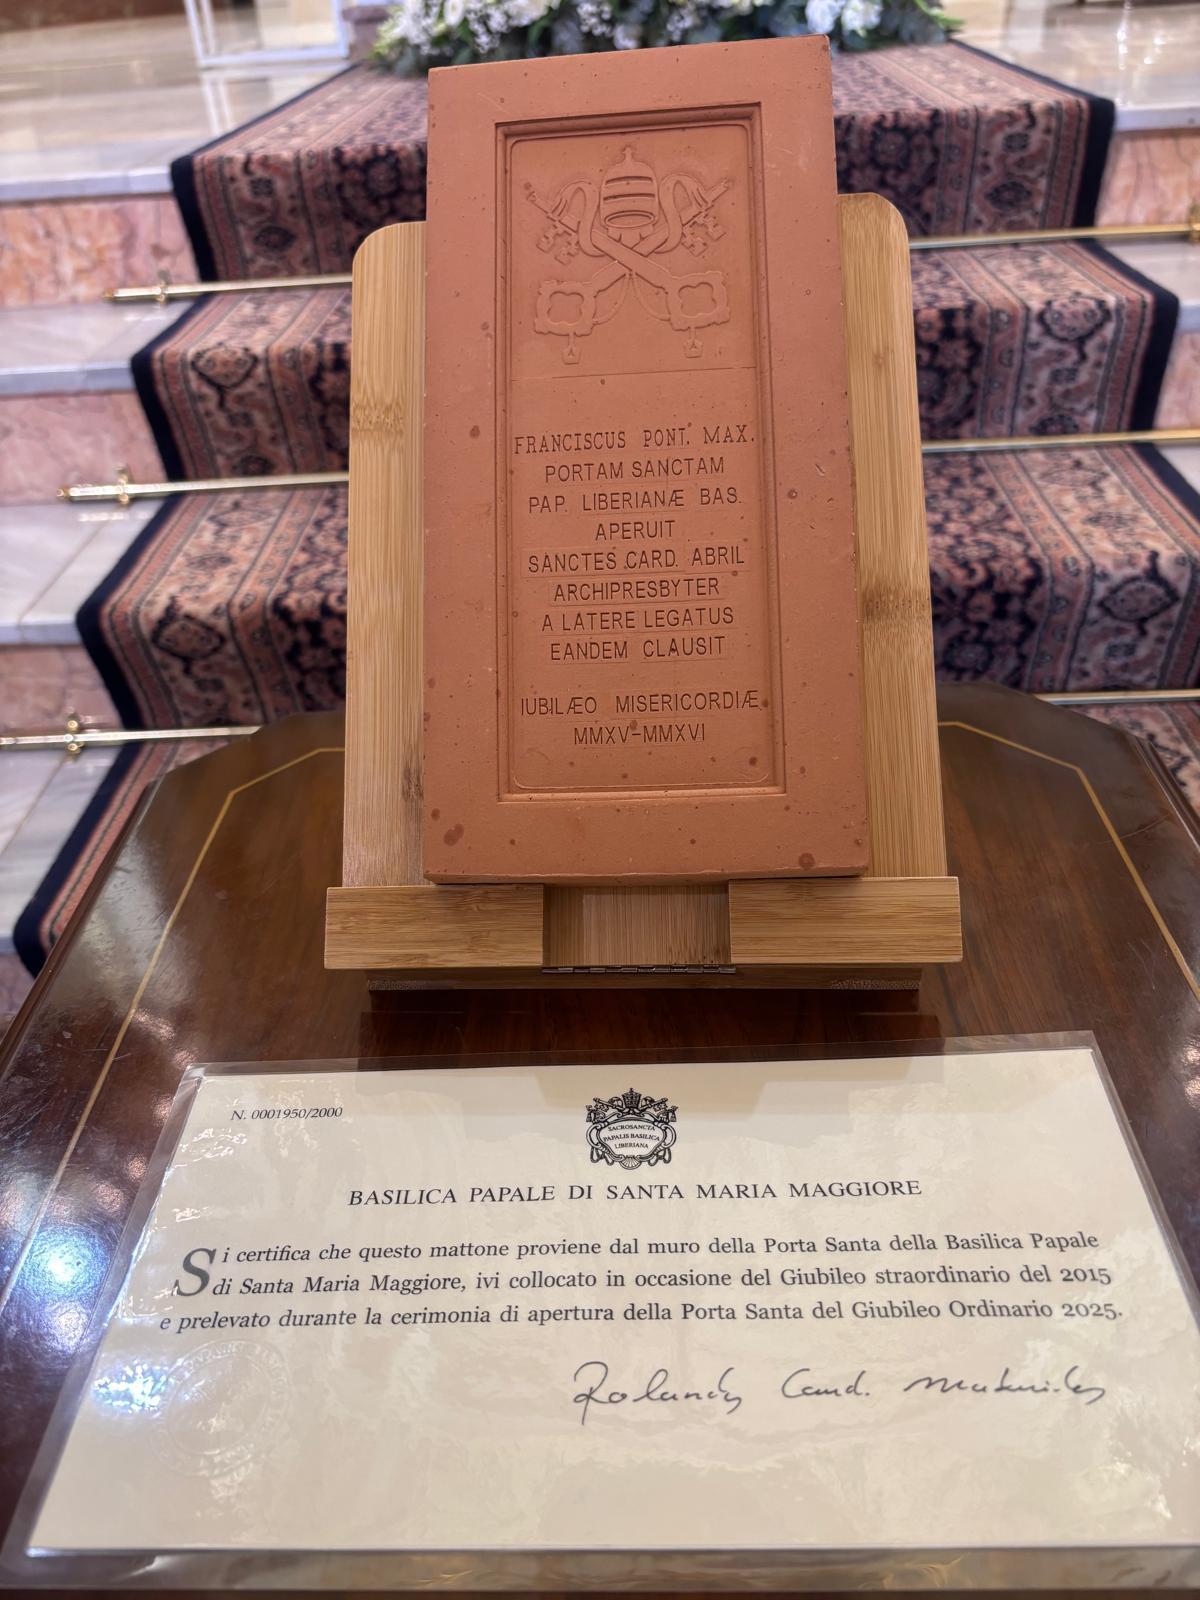 FRANCISCUS PONT. MAX.
PORTAM SANCTAM
PAP. LIBERIANÆ BAS.
APERUIT
SANCTES CARD. ABRIL
ARCHIPRESBYTER
A LATERE LEGATUS
EANDEM CLAUSIT
IUBILÆO MISERICORDIÆ
MMXV-MMXVI
N. 0001950/2000
SACROSANCTA
PAPALIS BASILICA
LIBERIANA
BASILICA PAPALE DI SANTA MARIA MAGGIORE
Si certifica che questo mattone proviene dal muro della Porta Santa della Basilica Papale
di Santa Maria Maggiore, ivi collocato in occasione del Giubileo straordinario del 2015
e prelevato durante la cerimonia di apertura della Porta Santa del Giubileo Ordinario 2025.
Rolandas Card.